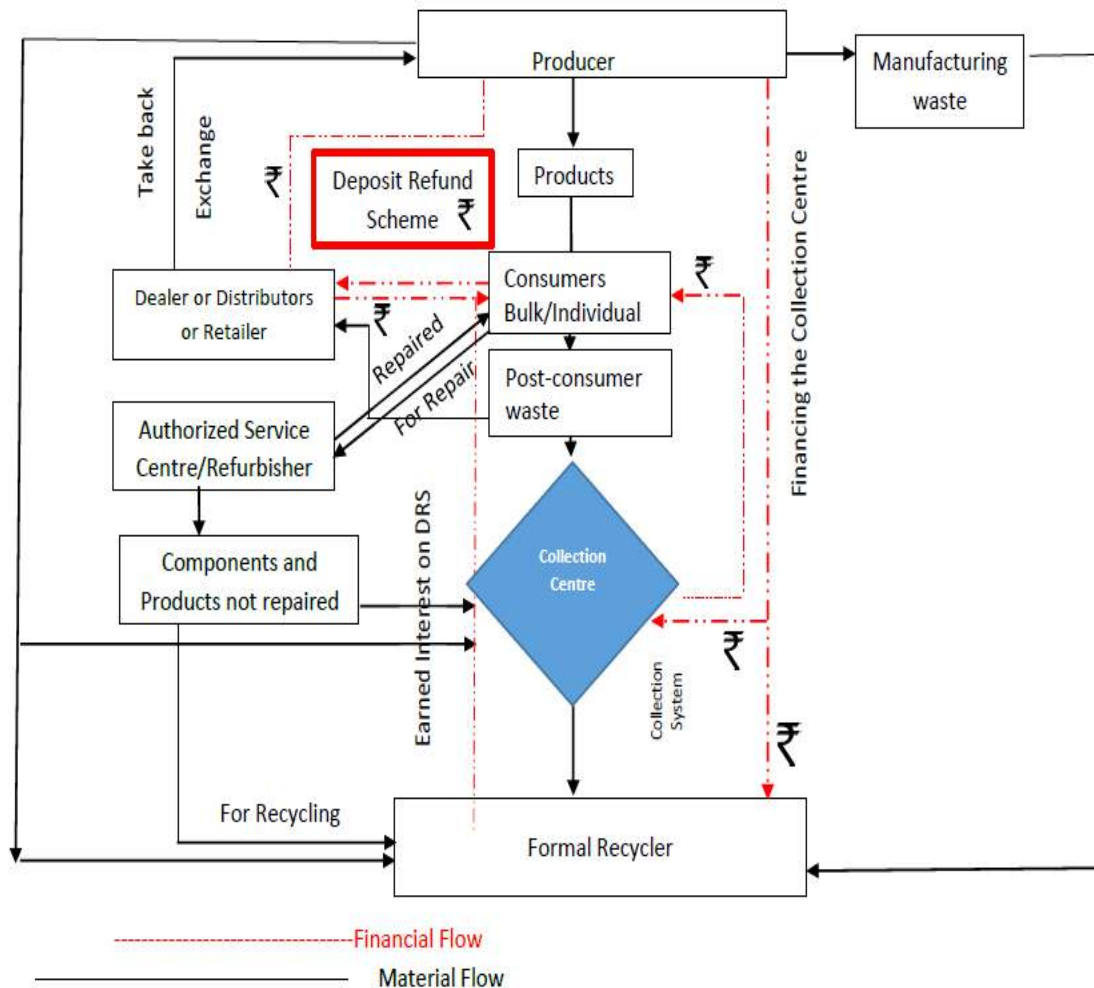 Producer
Manufacturing
waste
Take back
Exchange
₹
Deposit Refund
Scheme ₹
Products
Financing the Collection Centre
Dealer or Distributors
or Retailer
₹
Consumers
Bulk/Individual
₹
Repaired
For Repair
Post-consumer
waste
Authorized Service
Centre/Refurbisher
Components and
Products not repaired
Earned Interest on DRS
Collection
Centre
₹
Collection
System
₹
For Recycling
Formal Recycler
Financial Flow
Material Flow